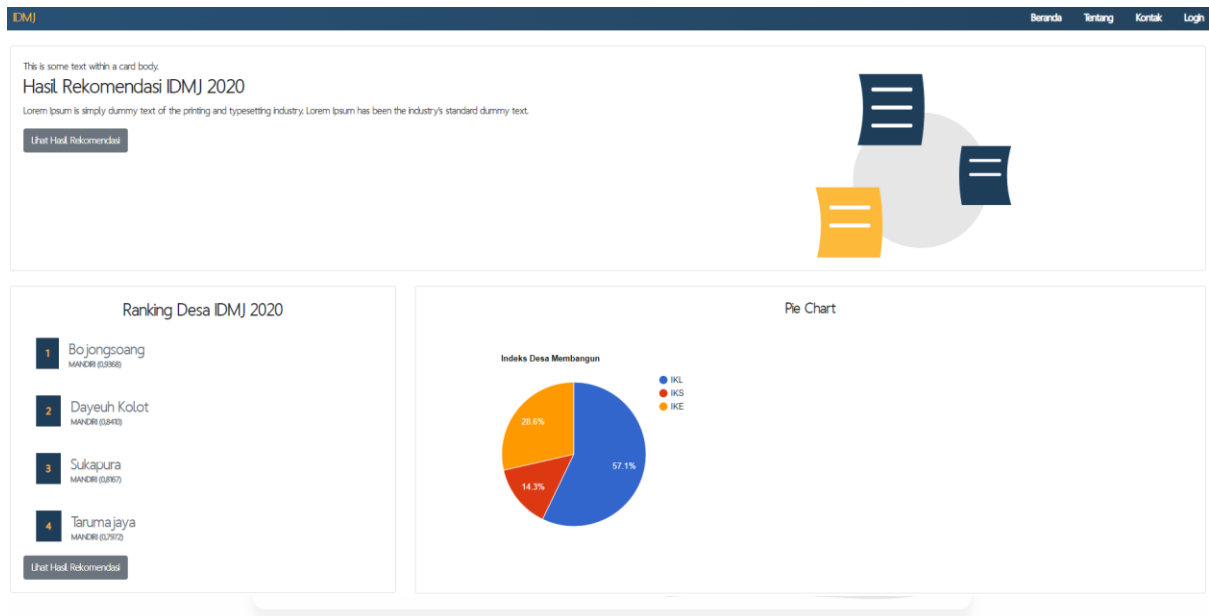 IDMJ
Beranda Tentang Kontak Login
This is some text within a card body.
Hasil Rekomendasi IDMJ 2020
Lorem Ipsum is simply dummy text of the printing and typesetting industry. Lorem Ipsum has been the industry's standard dummy text.
Lihat Hasil Rekomendasi
Ranking Desa IDMJ 2020
1 Bojongsoang
MANDIRI (0,9368)
2 Dayeuh Kolot
MANDIRI (0,8413)
3 Sukapura
MANDIRI (0,8167)
4 Tarumajaya
MANDIRI (0,7972)
Lihat Hasil Rekomendasi
Pie Chart
Indeks Desa Membangun
IKL
IKS
IKE
28.6%
57.1%
14.3%